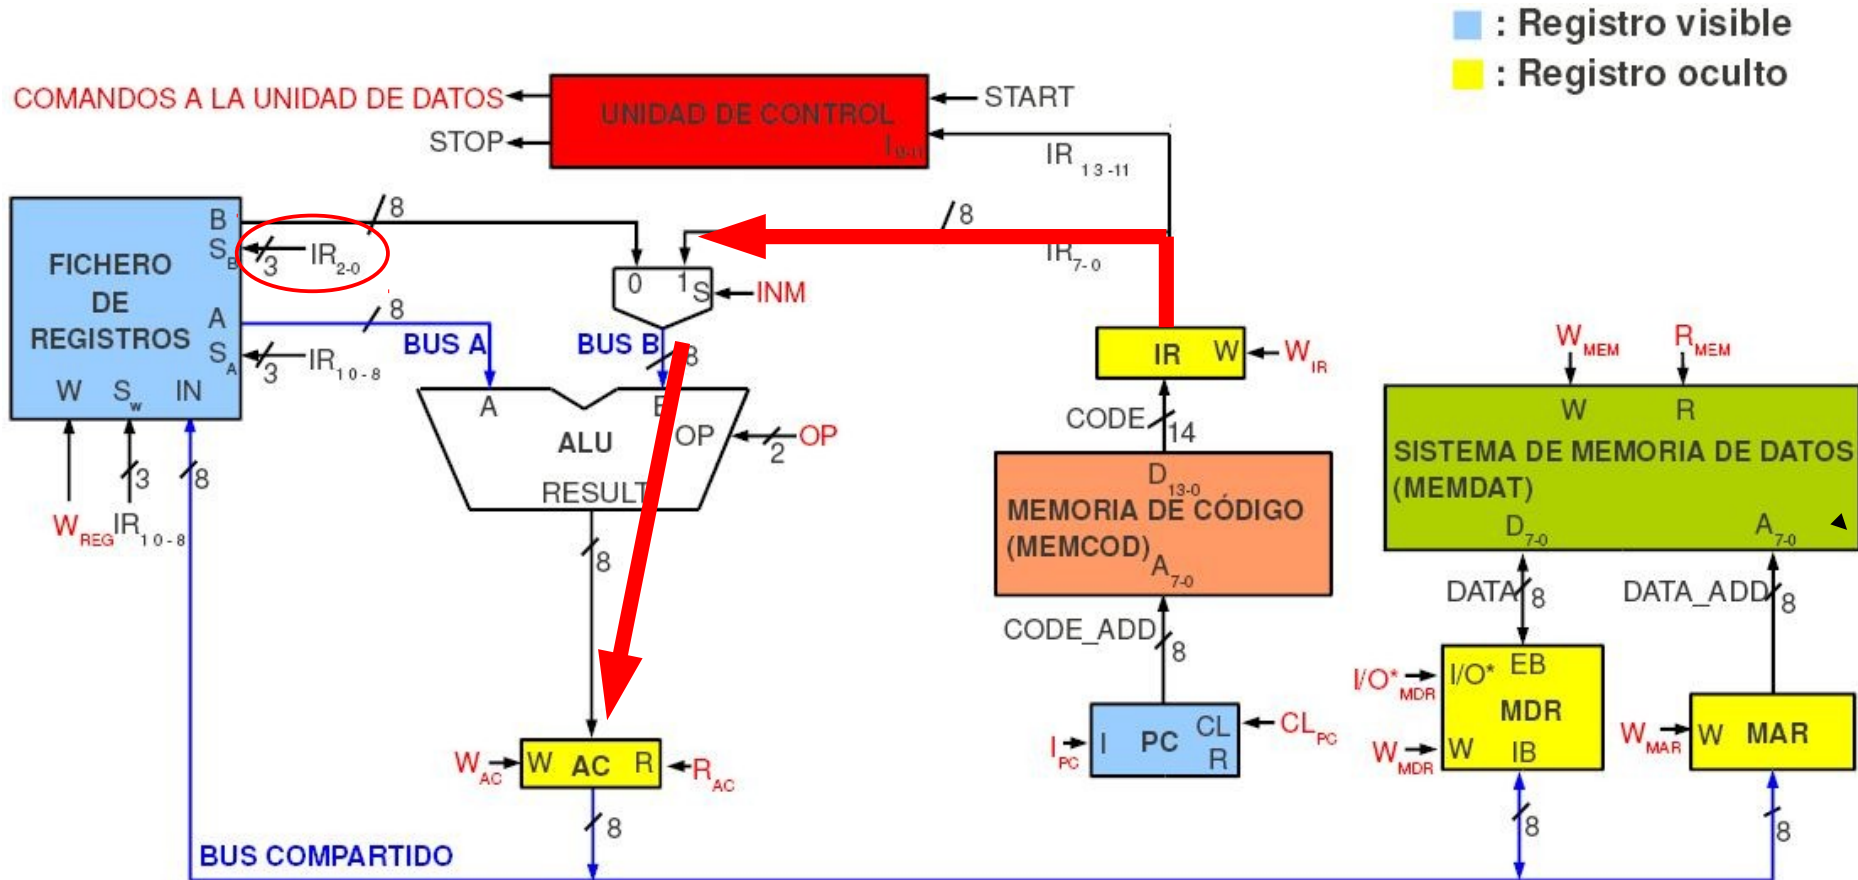 : Registro visible
: Registro oculto
COMANDOS A LA UNIDAD DE DATOS
STOP
UNIDAD DE CONTROL
START
IR 13-11
8
8
IR7-0
B
SB
3
IR2-0
FICHERO
DE
REGISTROS
A
SA
3
IR10-8
8
BUS A
0
1
S
INM
BUS B
8
W
Sw
IN
WREG
3
IR10-8
8
A
ALU
OP
2
OP
RESULT
8
WAC
W
AC
R
RAC
8
BUS COMPARTIDO
IR
W
WIR
CODE
14
D13-0
MEMORIA DE CÓDIGO
(MEMCOD)
A7-0
CODE_ADD
8
IPC
I
PC
CL
R
CLPC
WMEM
RMEM
W
R
SISTEMA DE MEMORIA DE DATOS
(MEMDAT)
D7-0
A7-0
DATA
8
DATA_ADD
8
I/O*MDR
I/O*
EB
MDR
WMDR
W
IB
8
WMAR
W
MAR
8